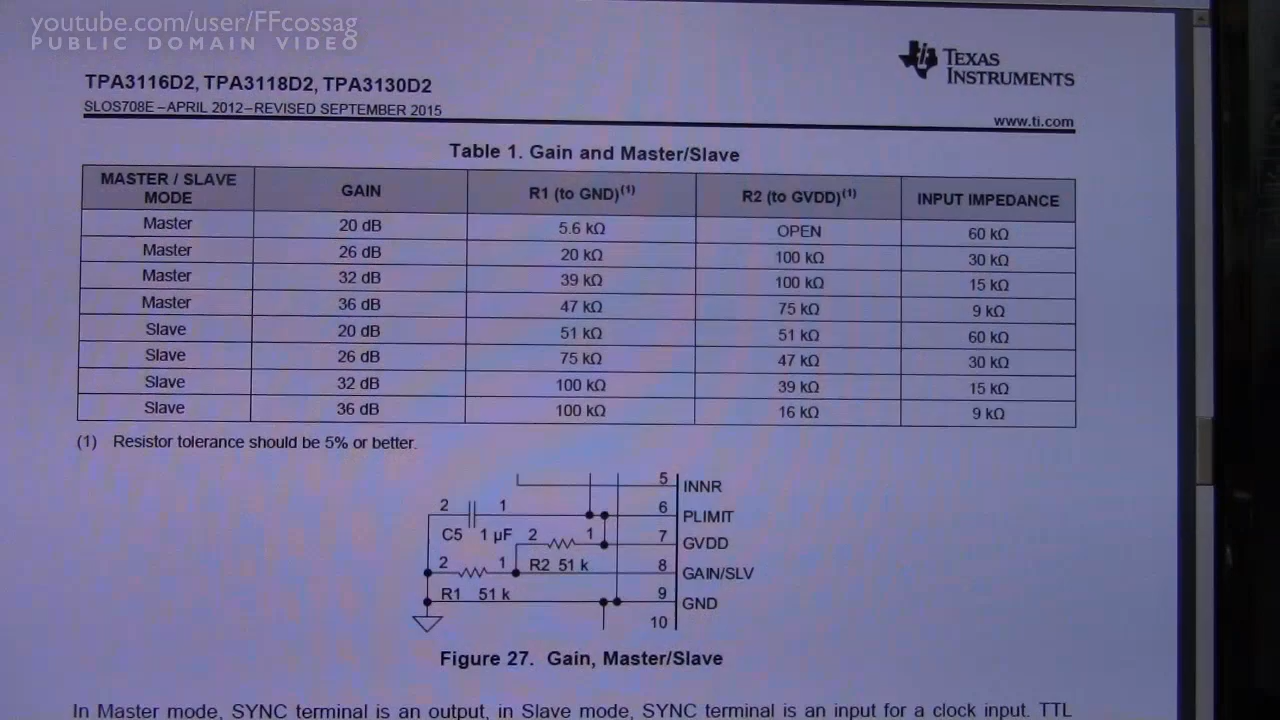 youtube.com/user/FFcossag
PUBLIC DOMAIN VIDEO
TEXAS
INSTRUMENTS
TPA3116D2, TPA3118D2, TPA3130D2
SLOS708E – APRIL 2012 – REVISED SEPTEMBER 2015
www.ti.com
Table 1. Gain and Master/Slave
MASTER / SLAVE MODE GAIN R1 (to GND)(1) R2 (to GVDD)(1) INPUT IMPEDANCE
Master 20 dB 5.6 kΩ OPEN 60 kΩ
Master 26 dB 20 kΩ 100 kΩ 30 kΩ
Master 32 dB 39 kΩ 100 kΩ 15 kΩ
Master 36 dB 47 kΩ 75 kΩ 9 kΩ
Slave 20 dB 51 kΩ 51 kΩ 60 kΩ
Slave 26 dB 75 kΩ 47 kΩ 30 kΩ
Slave 32 dB 100 kΩ 39 kΩ 15 kΩ
Slave 36 dB 100 kΩ 16 kΩ 9 kΩ
(1) Resistor tolerance should be 5% or better.
5 INNR
2 1 6 PLIMIT
C5 1 µF 2 1 7 GVDD
2 1 R2 51 k 8 GAIN/SLV
R1 51 k 9 GND
10
Figure 27. Gain, Master/Slave
In Master mode, SYNC terminal is an output, in Slave mode, SYNC terminal is an input for a clock input. TTL